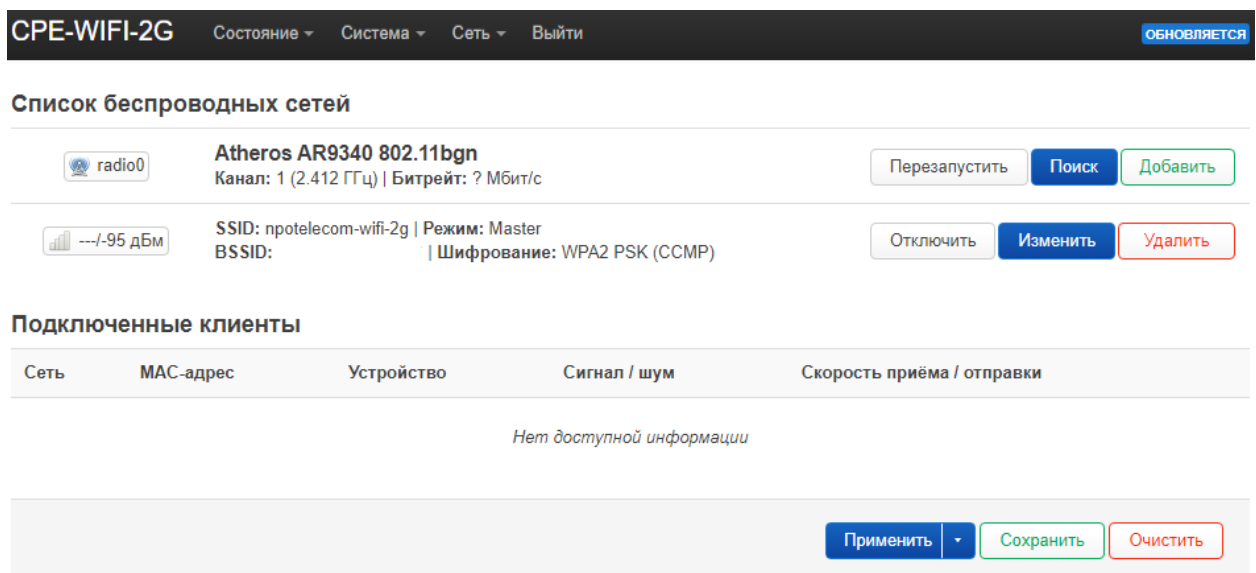 CPE-WIFI-2G Состояние Система Сеть Выйти ОБНОВЛЯЕТСЯ
Список беспроводных сетей
radio0 Atheros AR9340 802.11bgn
Канал: 1 (2.412 ГГц) | Битрейт: ? Мбит/с Перезапустить Поиск Добавить
---/-95 дБм SSID: npotelecom-wifi-2g | Режим: Master
BSSID: | Шифрование: WPA2 PSK (CCMP) Отключить Изменить Удалить
Подключенные клиенты
Сеть MAC-адрес Устройство Сигнал / шум Скорость приёма / отправки
Нет доступной информации
Применить Сохранить Очистить